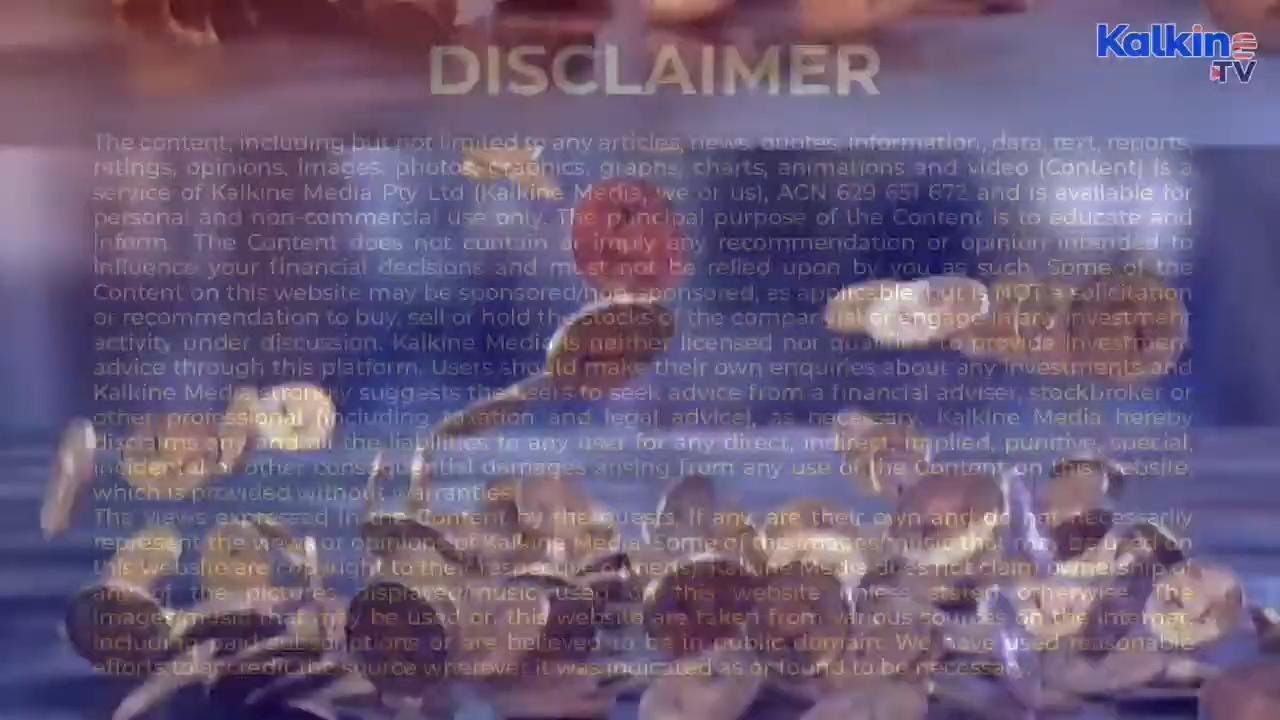 Kalkine
TV
DISCLAIMER
The content, including but not limited to any articles, news, quotes, information, data, text, reports,
ratings, opinions, images, photos, graphics, graphs, charts, animations and video (Content) is a
service of Kalkine Media Pty Ltd (Kalkine Media, we or us), ACN 629 651 672 and is available for
personal and non-commercial use only. The principal purpose of the Content is to educate and
inform. The Content does not contain or imply any recommendation or opinion intended to
influence your financial decisions and must not be relied upon by you as such. Some of the
Content on this website may be sponsored/non-sponsored, as applicable, but is NOT a solicitation
or recommendation to buy, sell or hold the stocks of the company(s) or engage in any investment
activity under discussion. Kalkine Media is neither licensed nor qualified to provide investment
advice through this platform. Users should make their own enquiries about any investments and
Kalkine Media strongly suggests the users to seek advice from a financial adviser, stockbroker or
other professional (including taxation and legal advice), as necessary. Kalkine Media hereby
disclaims any and all the liabilities to any user for any direct, indirect, implied, punitive, special,
incidental or other consequential damages arising from any use of the Content on this website,
which is provided without warranties.
The views expressed in the Content by the guests, if any, are their own and do not necessarily
represent the views or opinions of Kalkine Media. Some of the images/music that may be used on
this website are copyright to their respective owner(s). Kalkine Media does not claim ownership of
any of the pictures displayed/music used on this website unless stated otherwise. The
images/music that may be used on this website are taken from various sources on the internet,
including paid subscriptions or are believed to be in public domain. We have used reasonable
efforts to accredit the source wherever it was indicated as or found to be necessary.